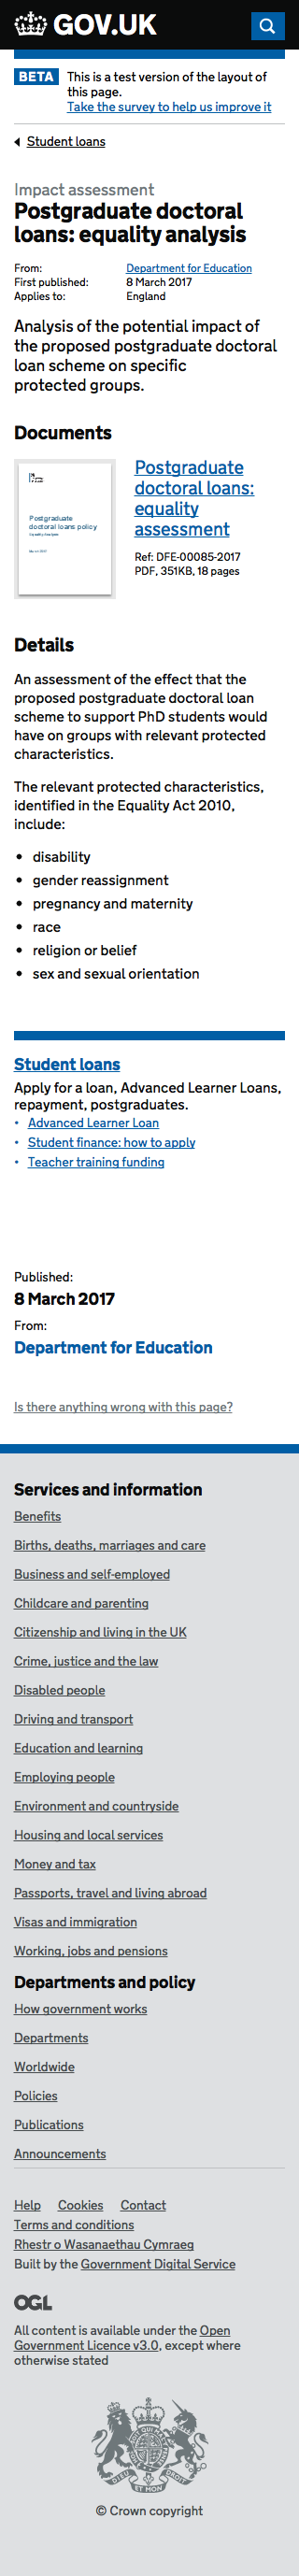 GOV.UK
BETA
This is a test version of the layout of
this page.
Take the survey to help us improve it
Student loans
Impact assessment
Postgraduate doctoral
loans: equality analysis
From: Department for Education
First published: 8 March 2017
Applies to: England
Analysis of the potential impact of
the proposed postgraduate doctoral
loan scheme on specific
protected groups.
Documents
Postgraduate
doctoral loans policy
Equality Analysis
March 2017
Postgraduate
doctoral loans:
equality
assessment
Ref: DFE-00085-2017
PDF, 351KB, 18 pages
Details
An assessment of the effect that the
proposed postgraduate doctoral loan
scheme to support PhD students would
have on groups with relevant protected
characteristics.
The relevant protected characteristics,
identified in the Equality Act 2010,
include:
• disability
• gender reassignment
• pregnancy and maternity
• race
• religion or belief
• sex and sexual orientation
Student loans
Apply for a loan, Advanced Learner Loans,
repayment, postgraduates.
• Advanced Learner Loan
• Student finance: how to apply
• Teacher training funding
Published:
8 March 2017
From:
Department for Education
Is there anything wrong with this page?
Services and information
Benefits
Births, deaths, marriages and care
Business and self-employed
Childcare and parenting
Citizenship and living in the UK
Crime, justice and the law
Disabled people
Driving and transport
Education and learning
Employing people
Environment and countryside
Housing and local services
Money and tax
Passports, travel and living abroad
Visas and immigration
Working, jobs and pensions
Departments and policy
How government works
Departments
Worldwide
Policies
Publications
Announcements
Help Cookies Contact
Terms and conditions
Rhestr o Wasanaethau Cymraeg
Built by the Government Digital Service
OGL
All content is available under the Open
Government Licence v3.0, except where
otherwise stated
DIEU ET MON
© Crown copyright